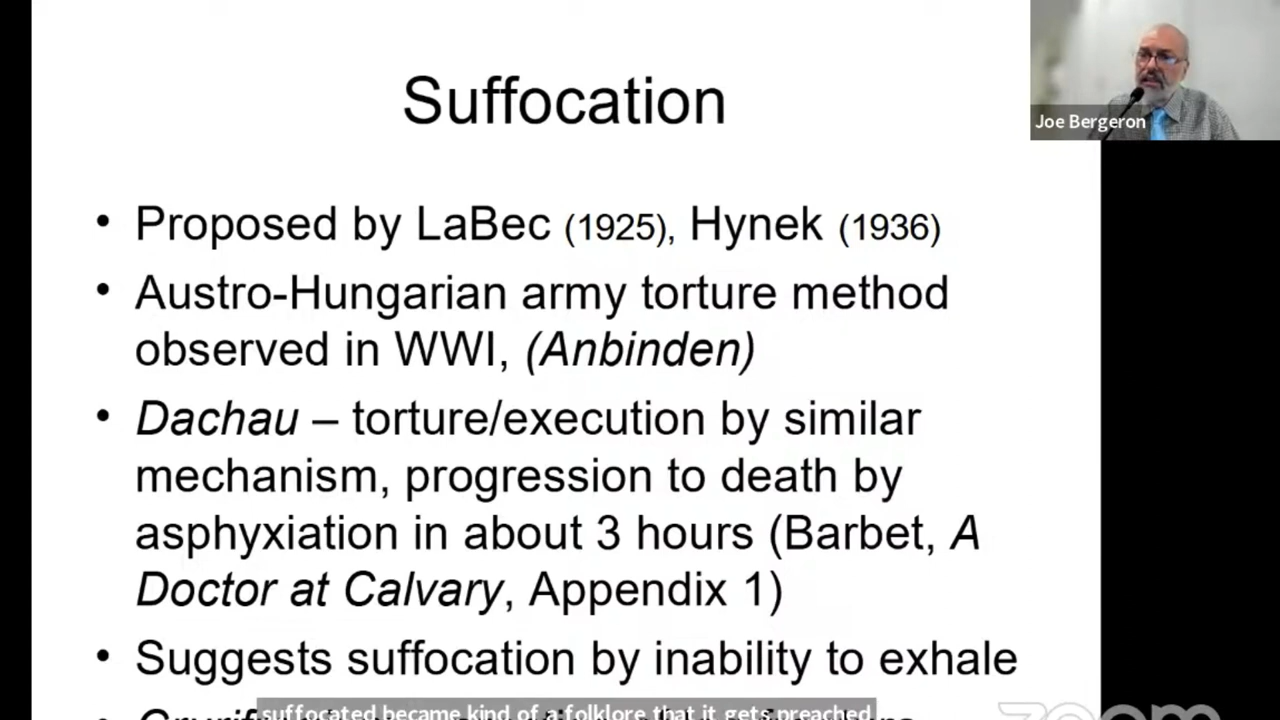 Suffocation
Joe Bergeron
• Proposed by LaBec (1925), Hynek (1936)
• Austro-Hungarian army torture method
observed in WWI, (Anbinden)
• Dachau – torture/execution by similar
mechanism, progression to death by
asphyxiation in about 3 hours (Barbet, A
Doctor at Calvary, Appendix 1)
• Suggests suffocation by inability to exhale
suffocated became kind of a folklore that it gets preached
zoom